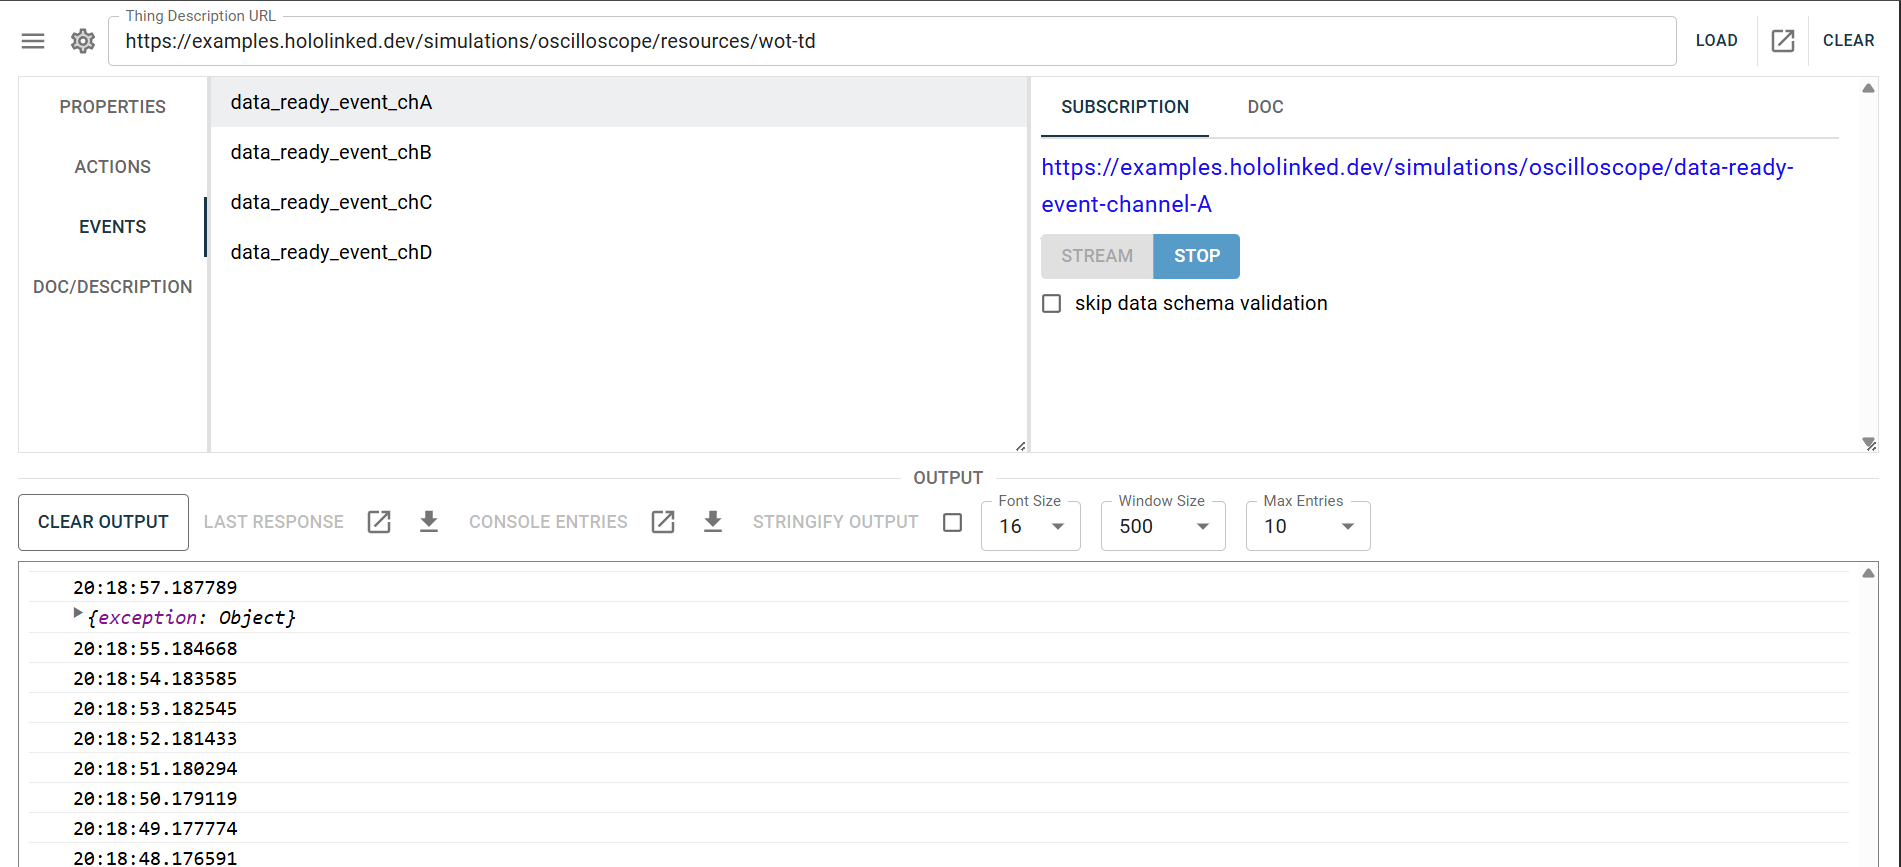 Thing Description URL
https://examples.hololinked.dev/simulations/oscilloscope/resources/wot-td
LOAD
CLEAR
PROPERTIES
ACTIONS
EVENTS
DOC/DESCRIPTION
data_ready_event_chA
data_ready_event_chB
data_ready_event_chC
data_ready_event_chD
SUBSCRIPTION
DOC
https://examples.hololinked.dev/simulations/oscilloscope/data-ready-
event-channel-A
STREAM
STOP
skip data schema validation
OUTPUT
CLEAR OUTPUT
LAST RESPONSE
CONSOLE ENTRIES
STRINGIFY OUTPUT
Font Size
16
Window Size
500
Max Entries
10
20:18:57.187789
{exception: Object}
20:18:55.184668
20:18:54.183585
20:18:53.182545
20:18:52.181433
20:18:51.180294
20:18:50.179119
20:18:49.177774
20:18:48.176591